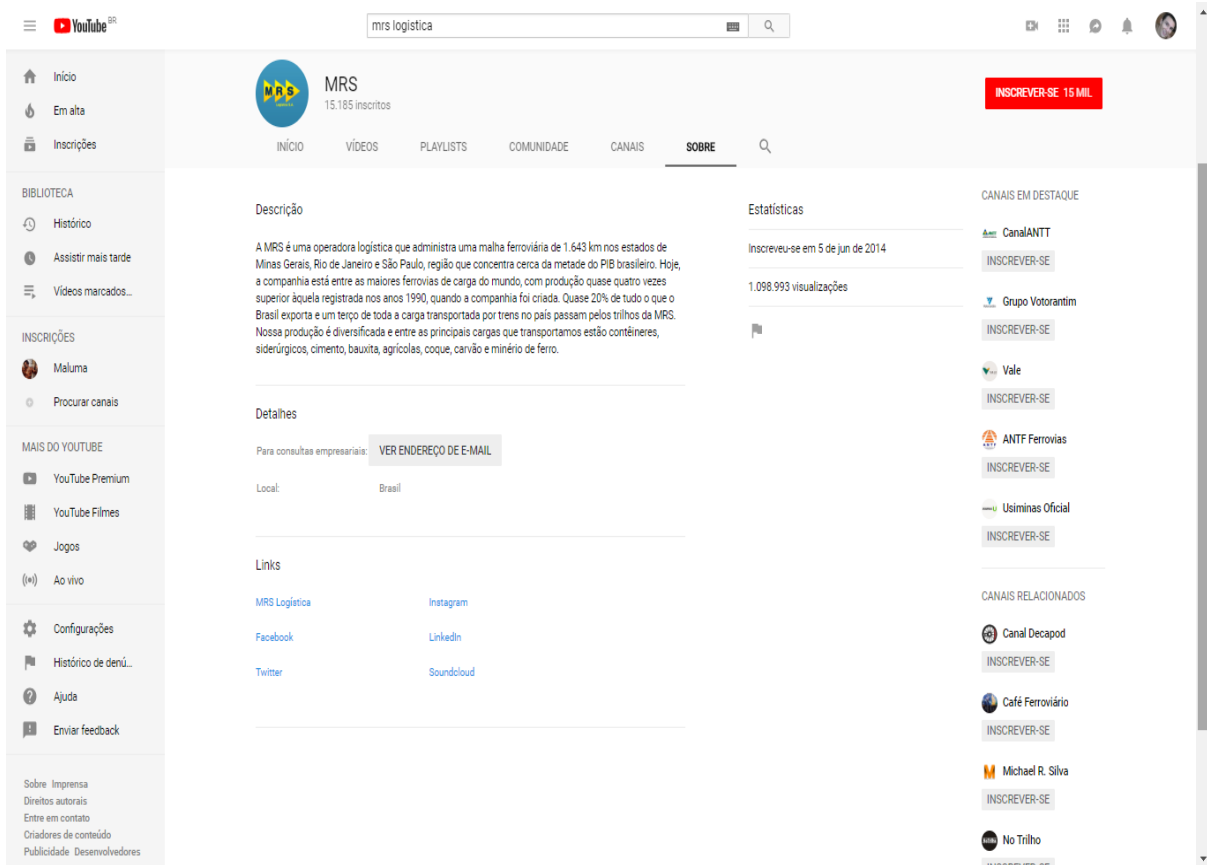 YouTube BR
mrs logistica
Início
Em alta
Inscrições
BIBLIOTECA
Histórico
Assistir mais tarde
Vídeos marcados...
INSCRIÇÕES
Maluma
Procurar canais
MAIS DO YOUTUBE
YouTube Premium
YouTube Filmes
Jogos
Ao vivo
Configurações
Histórico de denú...
Ajuda
Enviar feedback
Sobre Imprensa
Direitos autorais
Entre em contato
Criadores de conteúdo
Publicidade Desenvolvedores
MRS
MRS
15.185 inscritos
INSCREVER-SE 15 MIL
INÍCIO VÍDEOS PLAYLISTS COMUNIDADE CANAIS SOBRE
Descrição
A MRS é uma operadora logística que administra uma malha ferroviária de 1.643 km nos estados de
Minas Gerais, Rio de Janeiro e São Paulo, região que concentra cerca da metade do PIB brasileiro. Hoje,
a companhia está entre as maiores ferrovias de carga do mundo, com produção quase quatro vezes
superior àquela registrada nos anos 1990, quando a companhia foi criada. Quase 20% de tudo o que o
Brasil exporta e um terço de toda a carga transportada por trens no país passam pelos trilhos da MRS.
Nossa produção é diversificada e entre as principais cargas que transportamos estão contêineres,
siderúrgicos, cimento, bauxita, agrícolas, coque, carvão e minério de ferro.
Detalhes
Para consultas empresariais: VER ENDEREÇO DE E-MAIL
Local: Brasil
Links
MRS Logística Instagram
Facebook LinkedIn
Twitter Soundcloud
Estatísticas
Inscreveu-se em 5 de jun de 2014
1.098.993 visualizações
CANAIS EM DESTAQUE
CanalANTT
INSCREVER-SE
Grupo Votorantim
INSCREVER-SE
Vale
INSCREVER-SE
ANTF Ferrovias
INSCREVER-SE
Usiminas Oficial
INSCREVER-SE
CANAIS RELACIONADOS
Canal Decapod
INSCREVER-SE
Café Ferroviário
INSCREVER-SE
Michael R. Silva
INSCREVER-SE
No Trilho